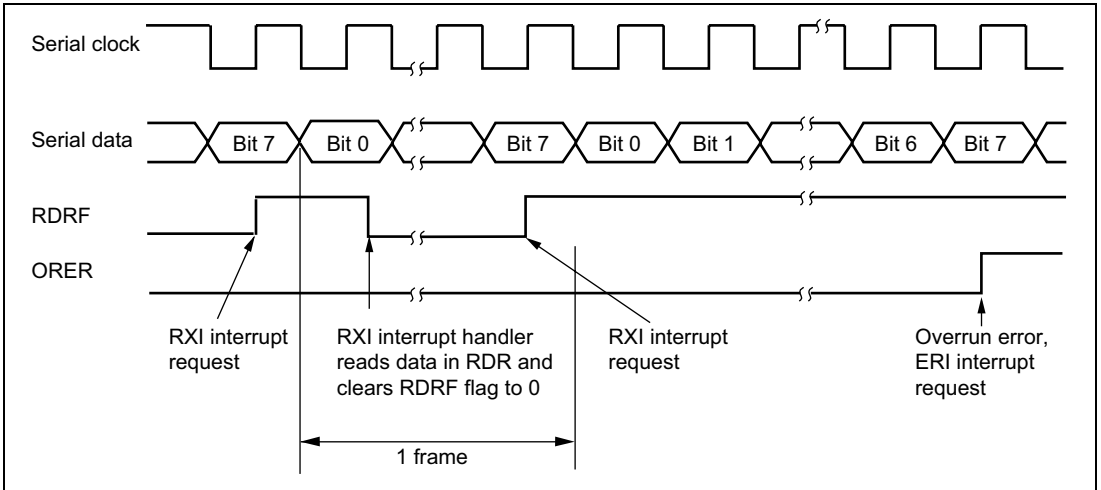 Serial clock
Serial data
Bit 7
Bit 0
Bit 7
Bit 0
Bit 1
Bit 6
Bit 7
RDRF
ORER
RXI interrupt
request
RXI interrupt handler
reads data in RDR and
clears RDRF flag to 0
RXI interrupt
request
Overrun error,
ERI interrupt
request
1 frame